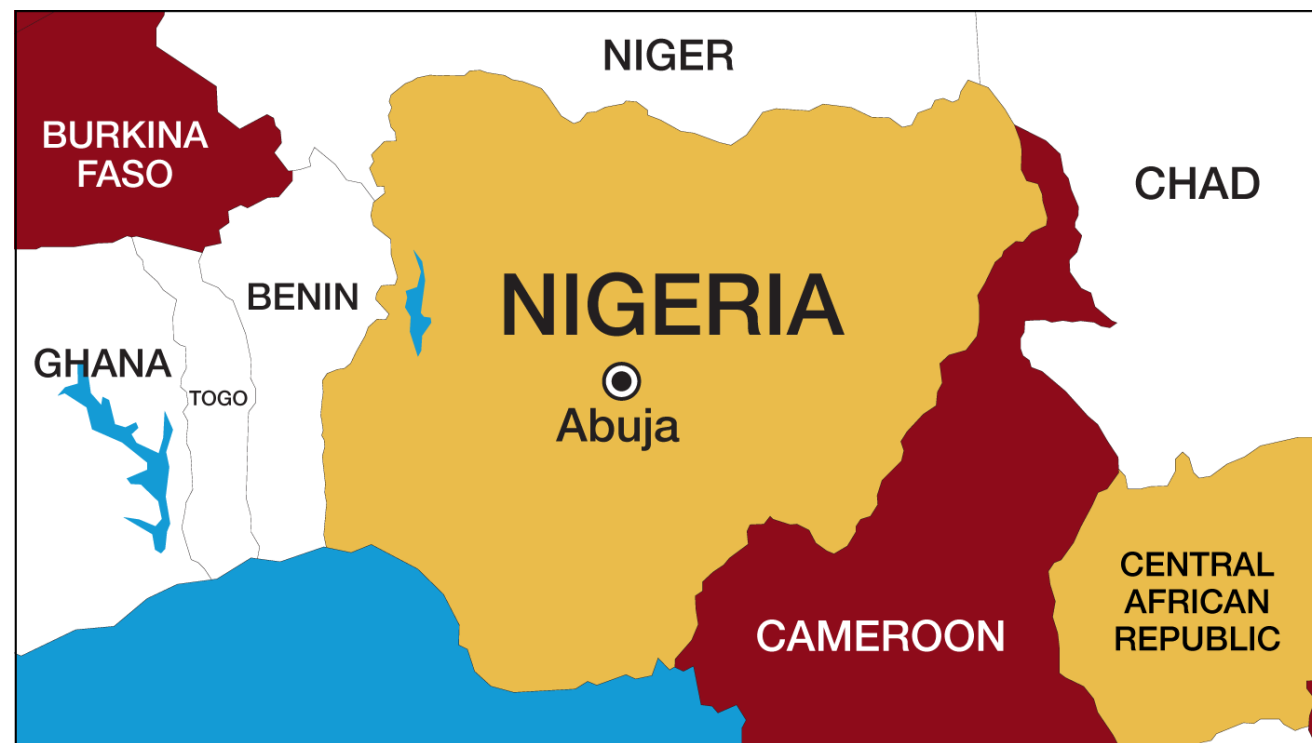 NIGER
BURKINA
FASO
CHAD
BENIN
NIGERIA
GHANA
TOGO
Abuja
CENTRAL
AFRICAN
REPUBLIC
CAMEROON